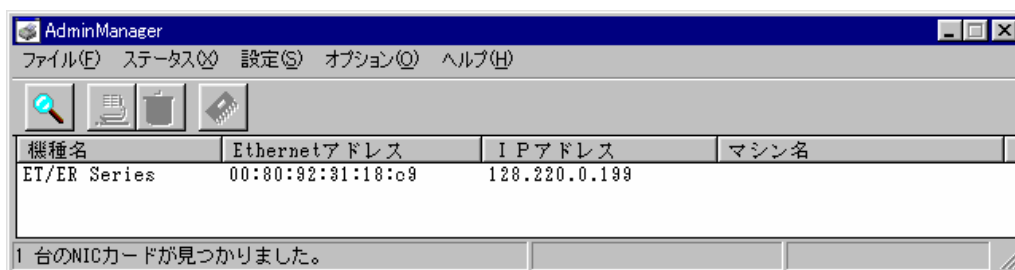 AdminManager
ファイル(F) ステータス(X) 設定(S) オプション(O) ヘルプ(H)
機種名 Ethernetアドレス ＩＰアドレス マシン名
ET/ER Series 00:80:92:31:18:c9 128.220.0.199
1 台のNICカードが見つかりました。